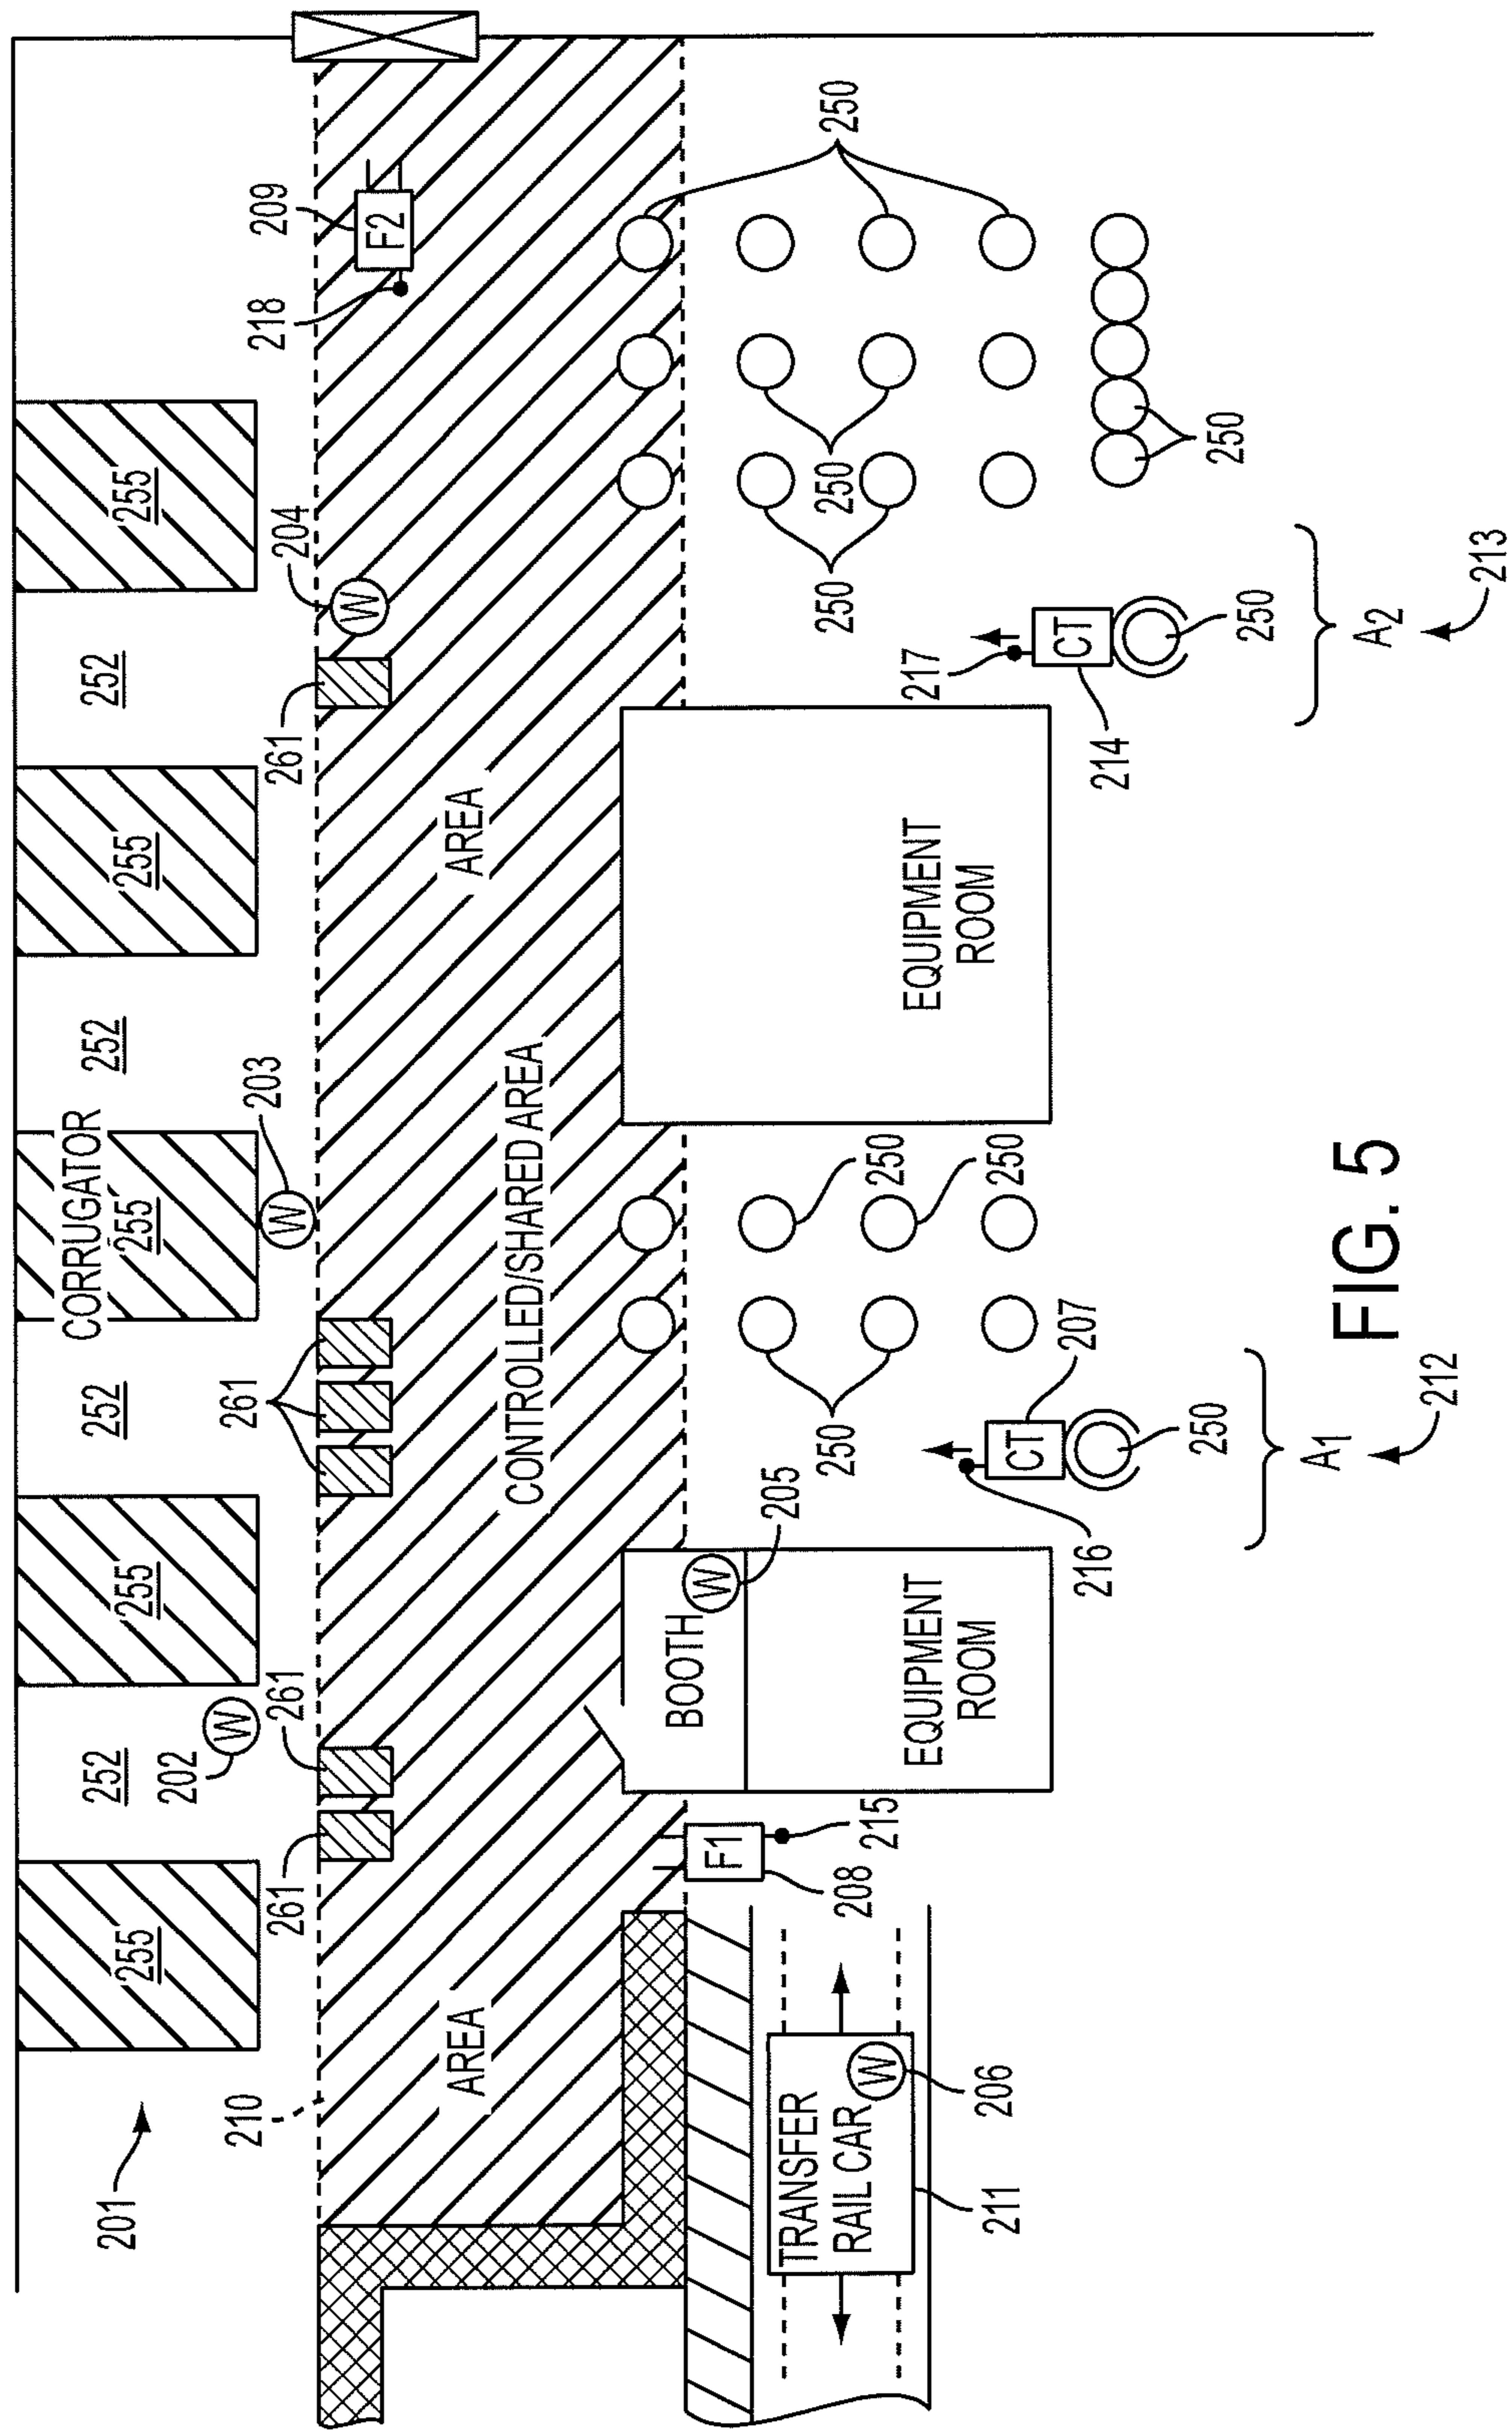 201
255
252
202
W
255
252
CORRUGATOR
255
203
W
252
255
252
255
210
261
261
261
261
204
W
218
209
F2
AREA
CONTROLLED/SHARED AREA
AREA
BOOTH
W
205
EQUIPMENT
ROOM
EQUIPMENT
ROOM
F1
208
215
TRANSFER
RAIL CAR
W
206
211
250
250
250
216
CT
207
250
A1
212
250
250
250
250
217
CT
214
250
A2
213
FIG. 5